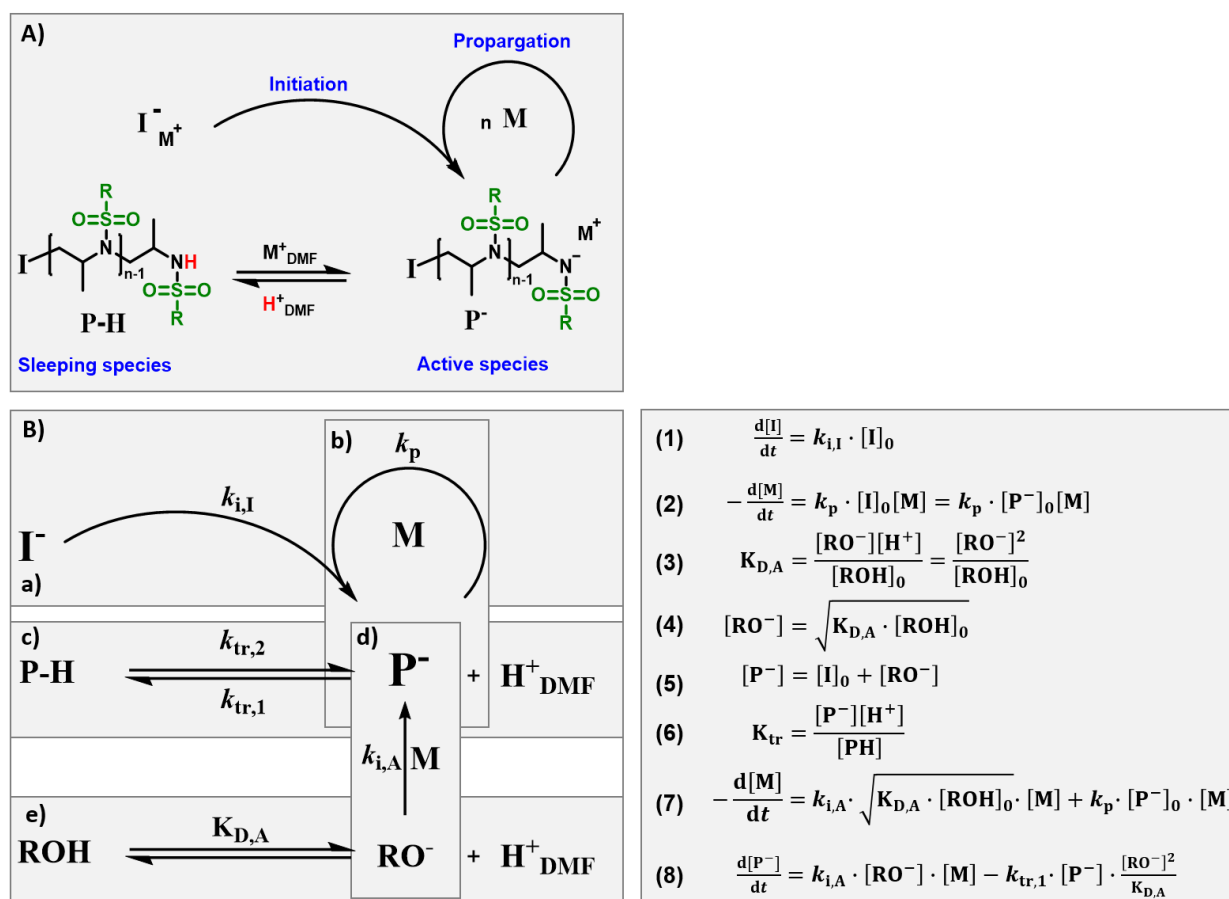 A)
Propargation
Initiation
I⁻ M⁺
n M
R
O=S=O
N
I
n-1
NH
O=S=O
R
P-H
M⁺DMF
H⁺DMF
R
O=S=O
N
I
n-1
N⁻
M⁺
O=S=O
R
P⁻
Sleeping species
Active species
B)
b)
kp
ki,I
M
I⁻
a)
c)
P-H
ktr,2
ktr,1
d)
P⁻ + H⁺DMF
ki,A M
e)
ROH
KD,A
RO⁻ + H⁺DMF
(1) d[I]/dt = ki,I · [I]₀
(2) −d[M]/dt = kp · [I]₀[M] = kp · [P⁻]₀[M]
(3) KD,A = [RO⁻][H⁺]/[ROH]₀ = [RO⁻]²/[ROH]₀
(4) [RO⁻] = √(KD,A · [ROH]₀)
(5) [P⁻] = [I]₀ + [RO⁻]
(6) Ktr = [P⁻][H⁺]/[PH]
(7) −d[M]/dt = ki,A · √(KD,A · [ROH]₀) · [M] + kp · [P⁻]₀ · [M]
(8) d[P⁻]/dt = ki,A · [RO⁻] · [M] − ktr,1 · [P⁻] · [RO⁻]²/KD,A